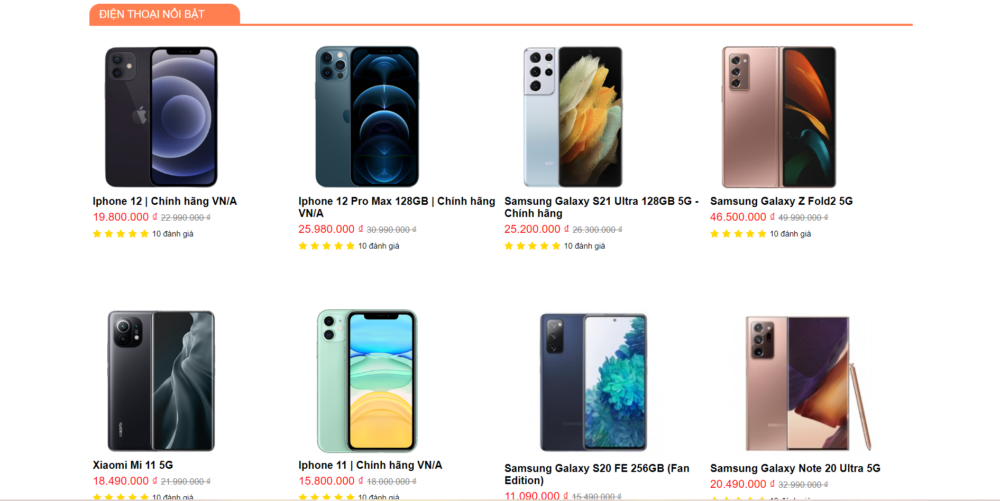 ĐIỆN THOẠI NỔI BẬT
Iphone 12 | Chính hãng VN/A
19.800.000 ₫ 22.990.000 ₫
10 đánh giá
Iphone 12 Pro Max 128GB | Chính hãng
VN/A
25.980.000 ₫ 30.990.000 ₫
10 đánh giá
Samsung Galaxy S21 Ultra 128GB 5G -
Chính hãng
25.200.000 ₫ 26.300.000 ₫
10 đánh giá
Samsung Galaxy Z Fold2 5G
46.500.000 ₫ 49.990.000 ₫
10 đánh giá
xiaomi
Xiaomi Mi 11 5G
18.490.000 ₫ 21.990.000 ₫
10 đánh giá
Iphone 11 | Chính hãng VN/A
15.800.000 ₫ 18.000.000 ₫
10 đánh giá
SAMSUNG
Samsung Galaxy S20 FE 256GB (Fan
Edition)
11.090.000 ₫ 15.490.000 ₫
SAMSUNG
Samsung Galaxy Note 20 Ultra 5G
20.490.000 ₫ 32.990.000 ₫
10 đánh giá